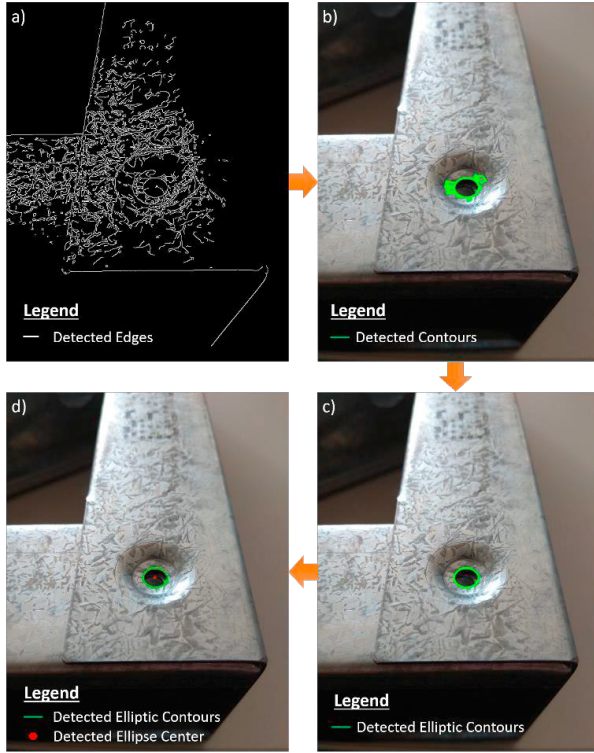 a)
Legend
Detected Edges
b)
Legend
Detected Contours
d)
Legend
Detected Elliptic Contours
Detected Ellipse Center
c)
Legend
Detected Elliptic Contours